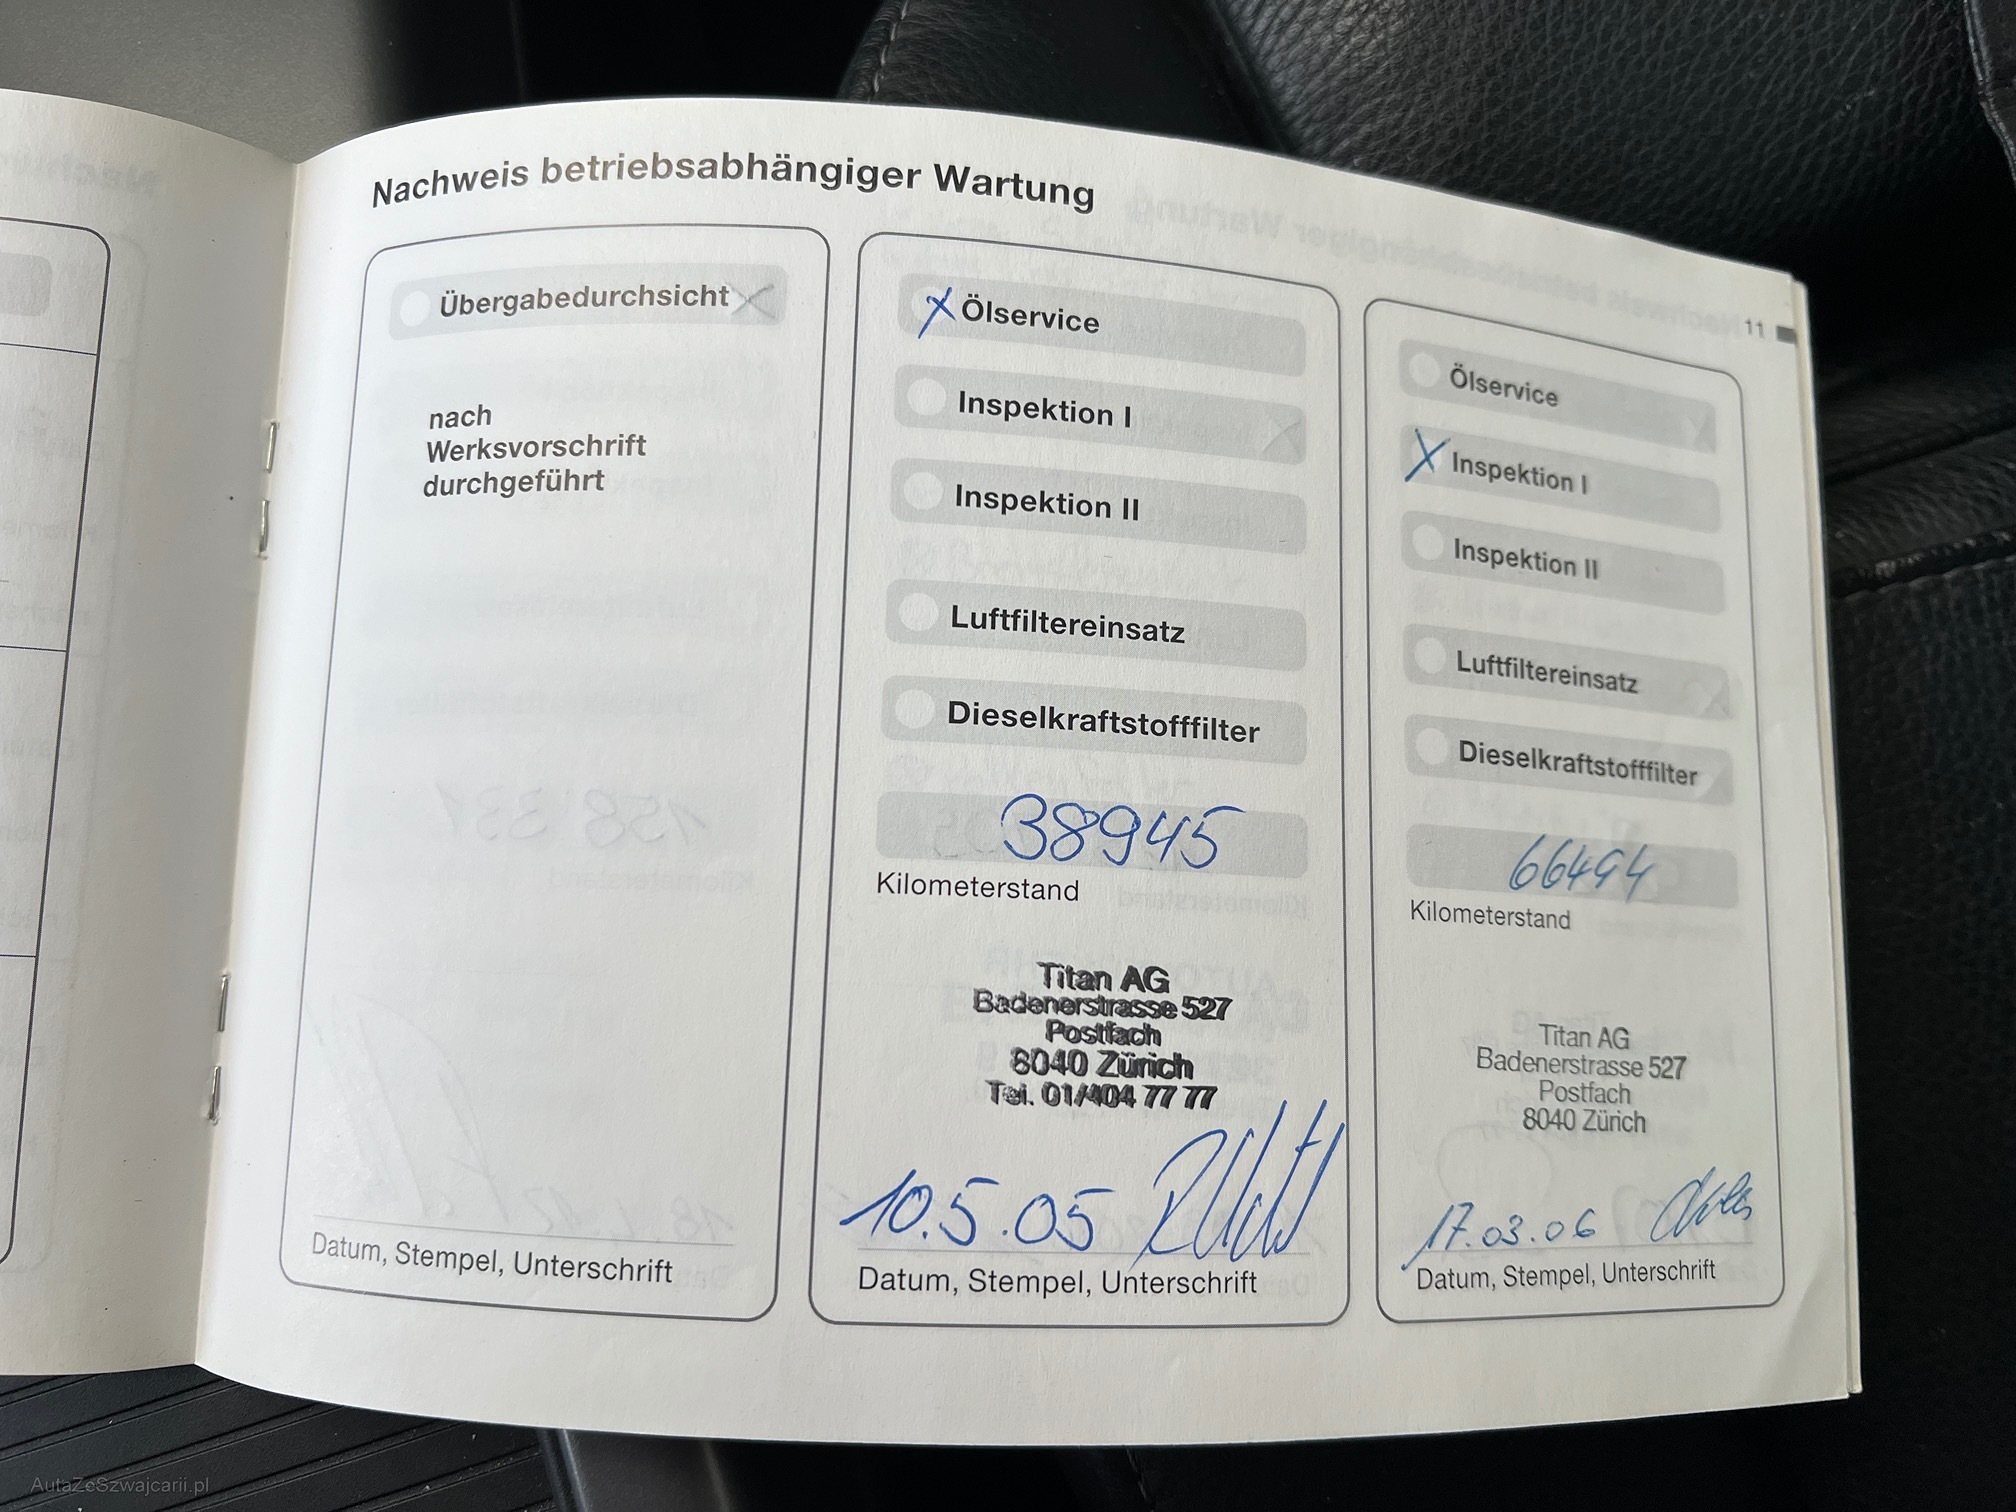 Nachweis betriebsabhängiger Wartung
11
Übergabedurchsicht
nach
Werksvorschrift
durchgeführt
Datum, Stempel, Unterschrift
X Ölservice
Inspektion I
Inspektion II
Luftfiltereinsatz
Dieselkraftstofffilter
38945
Kilometerstand
Titan AG
Badenerstrasse 527
Postfach
8040 Zürich
Tel. 01/404 77 77
10.5.05
Datum, Stempel, Unterschrift
Ölservice
X Inspektion I
Inspektion II
Luftfiltereinsatz
Dieselkraftstofffilter
66494
Kilometerstand
Titan AG
Badenerstrasse 527
Postfach
8040 Zürich
17.03.06
Datum, Stempel, Unterschrift
AutaZeSzwajcarii.pl